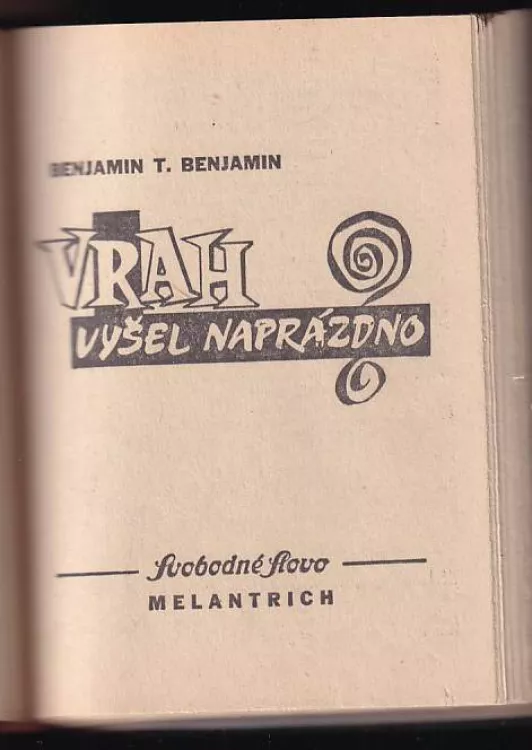 BENJAMIN T. BENJAMIN
VRAH
VYŠEL NAPRÁZDNO
Svobodné slovo
MELANTRICH